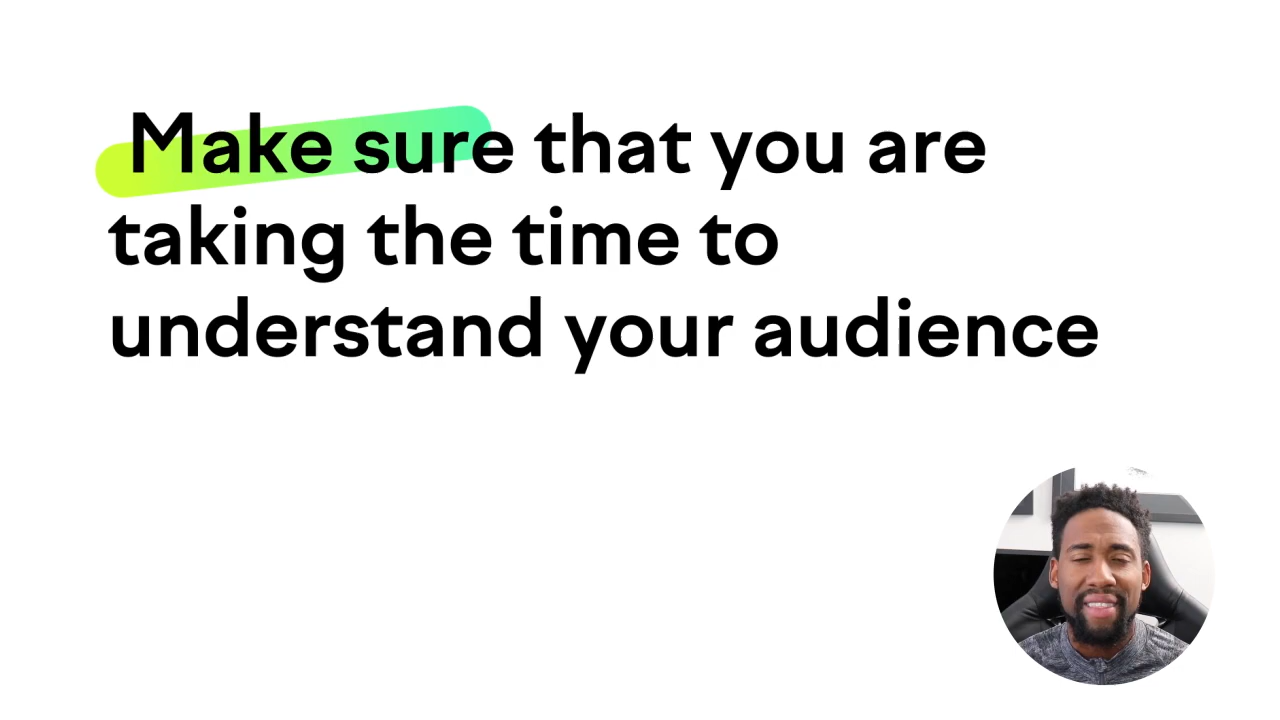 Make sure that you are
taking the time to
understand your audience